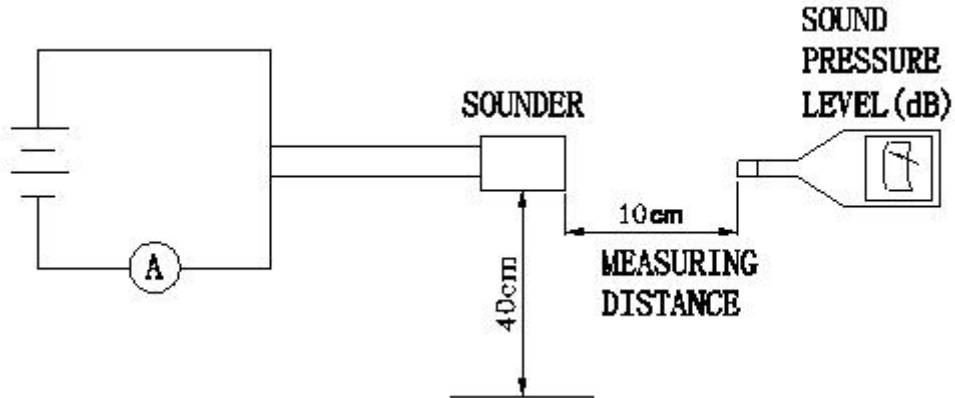 SOUND
PRESSURE
LEVEL(dB)
SOUNDER
10cm
MEASURING
DISTANCE
40cm
A